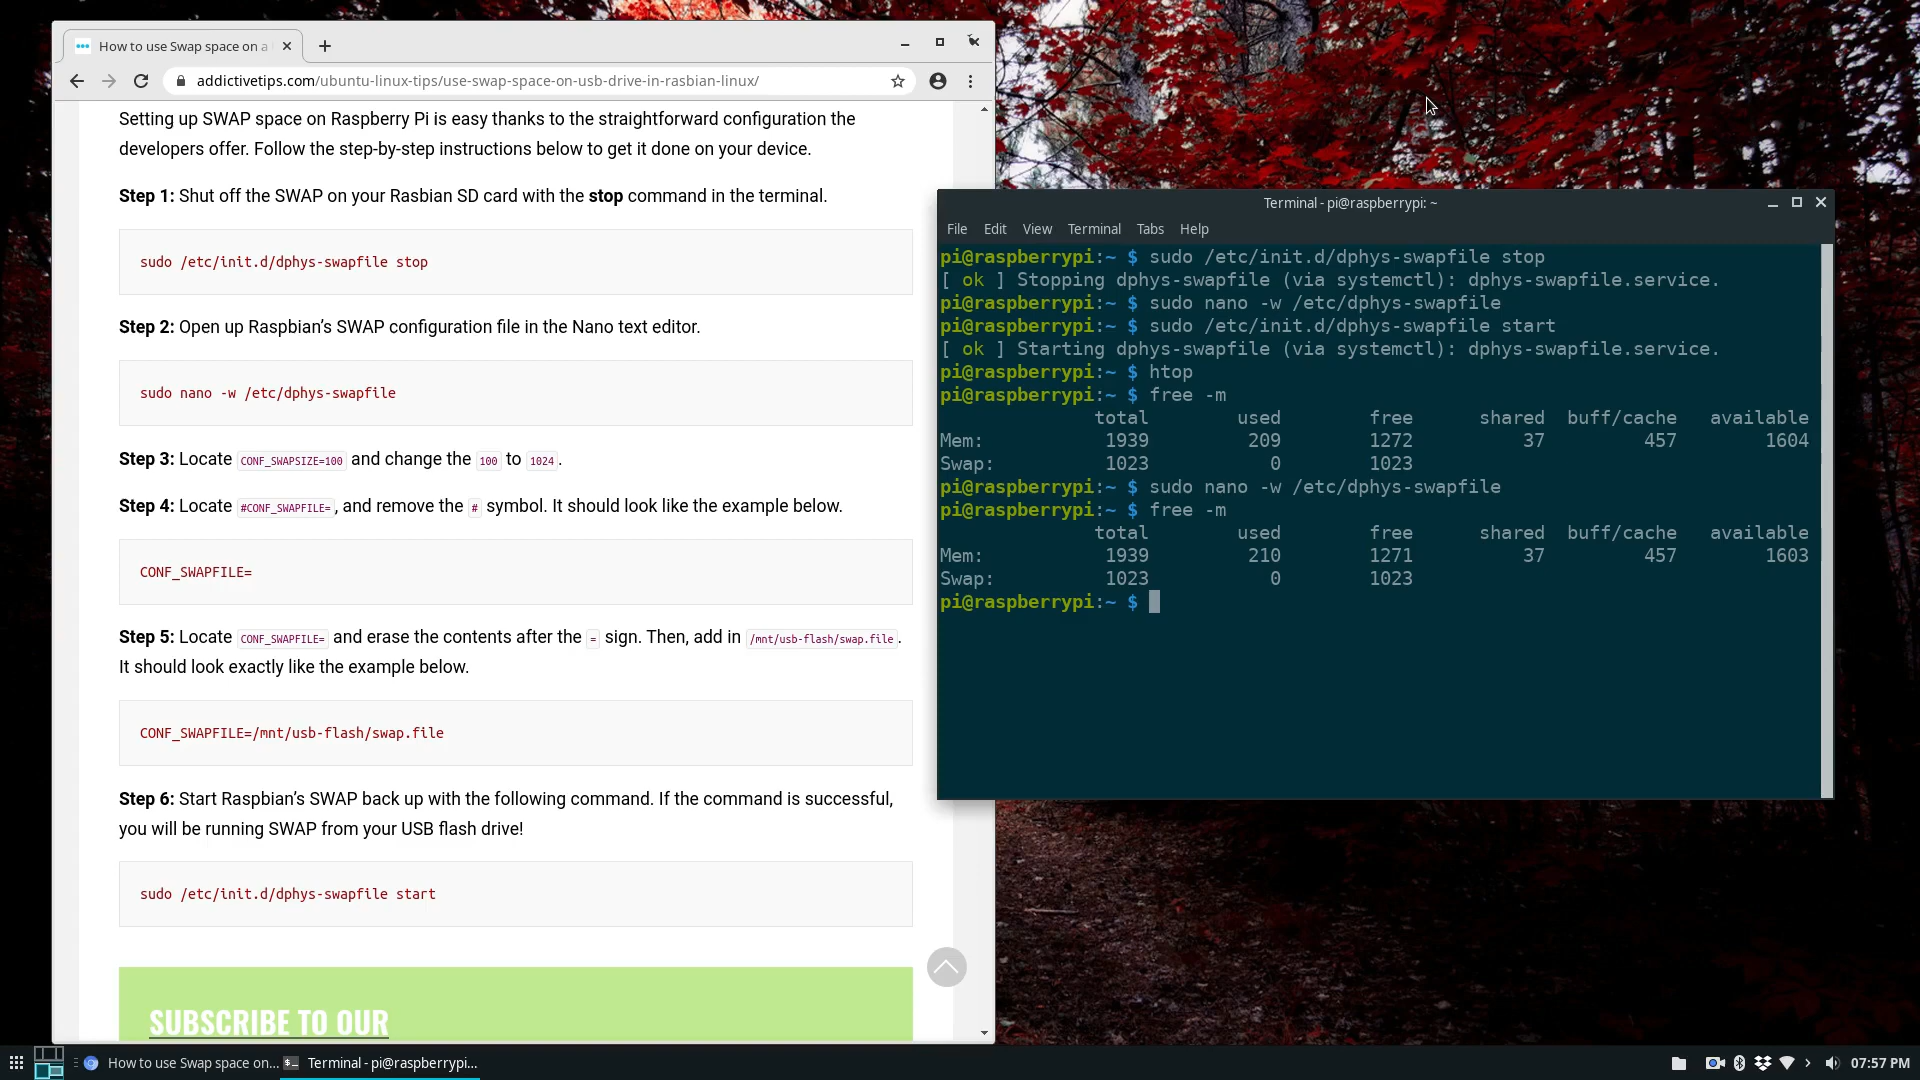 How to use Swap space on a
addictivetips.com/ubuntu-linux-tips/use-swap-space-on-usb-drive-in-rasbian-linux/
Setting up SWAP space on Raspberry Pi is easy thanks to the straightforward configuration the
developers offer. Follow the step-by-step instructions below to get it done on your device.
Step 1: Shut off the SWAP on your Rasbian SD card with the stop command in the terminal.
sudo /etc/init.d/dphys-swapfile stop
Step 2: Open up Raspbian’s SWAP configuration file in the Nano text editor.
sudo nano -w /etc/dphys-swapfile
Step 3: Locate CONF_SWAPSIZE=100 and change the 100 to 1024.
Step 4: Locate #CONF_SWAPFILE=, and remove the # symbol. It should look like the example below.
CONF_SWAPFILE=
Step 5: Locate CONF_SWAPFILE= and erase the contents after the = sign. Then, add in /mnt/usb-flash/swap.file.
It should look exactly like the example below.
CONF_SWAPFILE=/mnt/usb-flash/swap.file
Step 6: Start Raspbian’s SWAP back up with the following command. If the command is successful,
you will be running SWAP from your USB flash drive!
sudo /etc/init.d/dphys-swapfile start
SUBSCRIBE TO OUR
Terminal - pi@raspberrypi: ~
File Edit View Terminal Tabs Help
pi@raspberrypi:~ $ sudo /etc/init.d/dphys-swapfile stop
[ ok ] Stopping dphys-swapfile (via systemctl): dphys-swapfile.service.
pi@raspberrypi:~ $ sudo nano -w /etc/dphys-swapfile
pi@raspberrypi:~ $ sudo /etc/init.d/dphys-swapfile start
[ ok ] Starting dphys-swapfile (via systemctl): dphys-swapfile.service.
pi@raspberrypi:~ $ htop
pi@raspberrypi:~ $ free -m
total used free shared buff/cache available
Mem: 1939 209 1272 37 457 1604
Swap: 1023 0 1023
pi@raspberrypi:~ $ sudo nano -w /etc/dphys-swapfile
pi@raspberrypi:~ $ free -m
total used free shared buff/cache available
Mem: 1939 210 1271 37 457 1603
Swap: 1023 0 1023
pi@raspberrypi:~ $
How to use Swap space on... Terminal - pi@raspberrypi... 07:57 PM